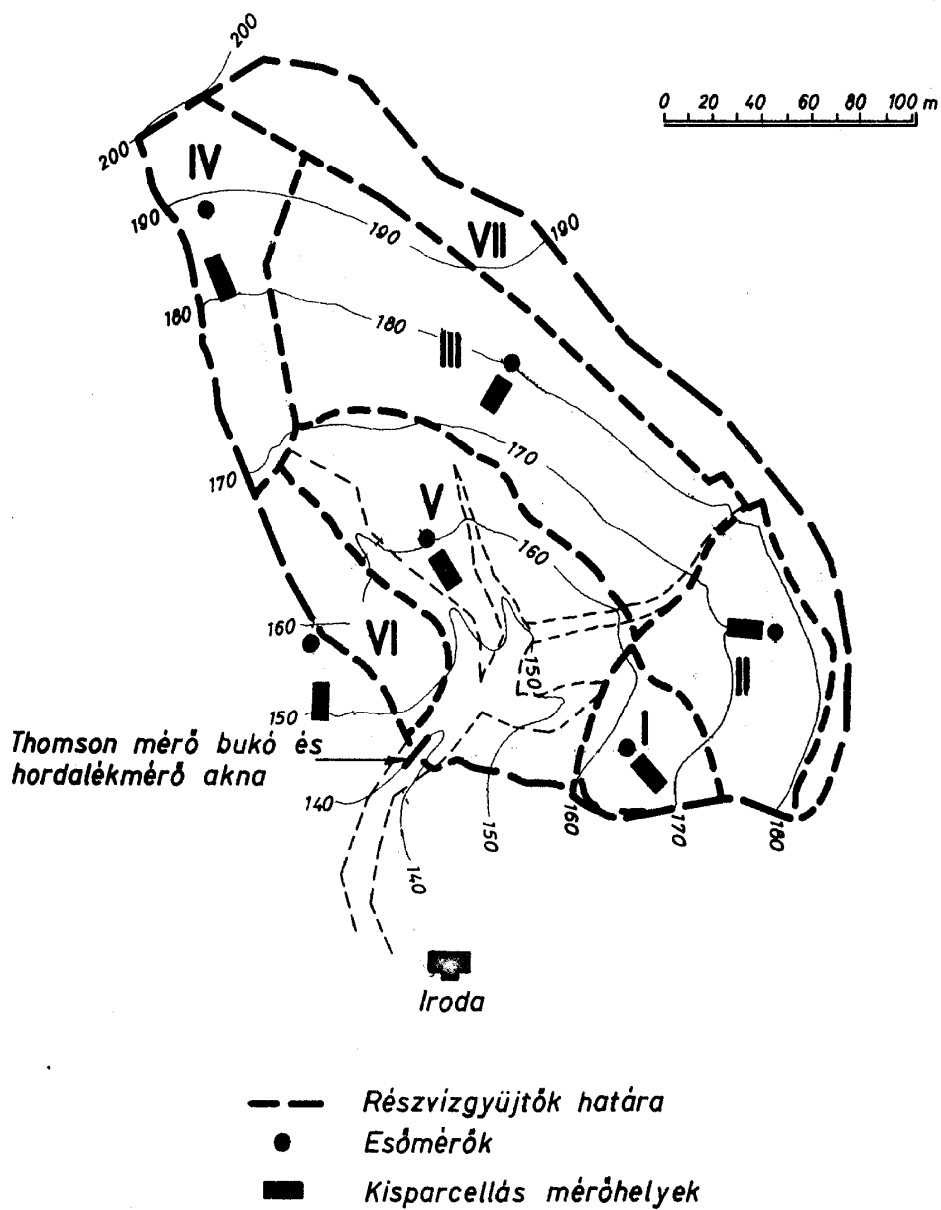 200
0 20 40 60 80 100 m
200
IV
190
190
VII
190
180
180
III
170
170
V
160
160
VI
150
II
150
I
Thomson mérő bukó és
hordalékmérő akna
140
150
160
170
180
140
Iroda
Részvízgyüjtők határa
Esőmérők
Kisparcellás mérőhelyek